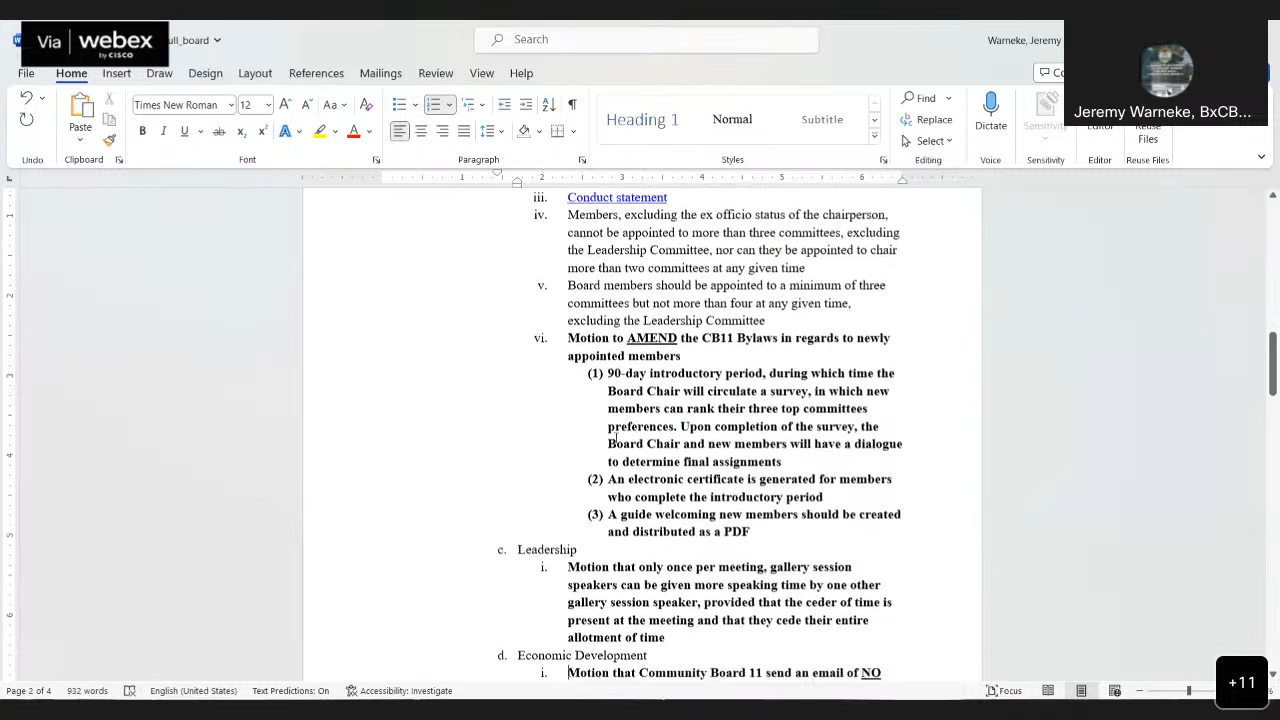 Via webex
by CISCO
ull_board
Search
Warneke, Jeremy
File Home Insert Draw Design Layout References Mailings Review View Help
Jeremy Warneke, BxCB...
Paste
Times New Roman 12
Heading 1 Normal Subtitle
Find
Replace
Select
Dictate
Sensitivity
Editor
Reuse
Files
Undo Clipboard Font Paragraph Styles Editing Voice Sensitivity Editor Reuse Files
iii. Conduct statement
iv. Members, excluding the ex officio status of the chairperson,
cannot be appointed to more than three committees, excluding
the Leadership Committee, nor can they be appointed to chair
more than two committees at any given time
v. Board members should be appointed to a minimum of three
committees but not more than four at any given time,
excluding the Leadership Committee
vi. Motion to AMEND the CB11 Bylaws in regards to newly
appointed members
(1) 90-day introductory period, during which time the
Board Chair will circulate a survey, in which new
members can rank their three top committees
preferences. Upon completion of the survey, the
Board Chair and new members will have a dialogue
to determine final assignments
(2) An electronic certificate is generated for members
who complete the introductory period
(3) A guide welcoming new members should be created
and distributed as a PDF
c. Leadership
i. Motion that only once per meeting, gallery session
speakers can be given more speaking time by one other
gallery session speaker, provided that the ceder of time is
present at the meeting and that they cede their entire
allotment of time
d. Economic Development
i. Motion that Community Board 11 send an email of NO
Page 2 of 4 932 words English (United States) Text Predictions: On Accessibility: Investigate Focus
+11